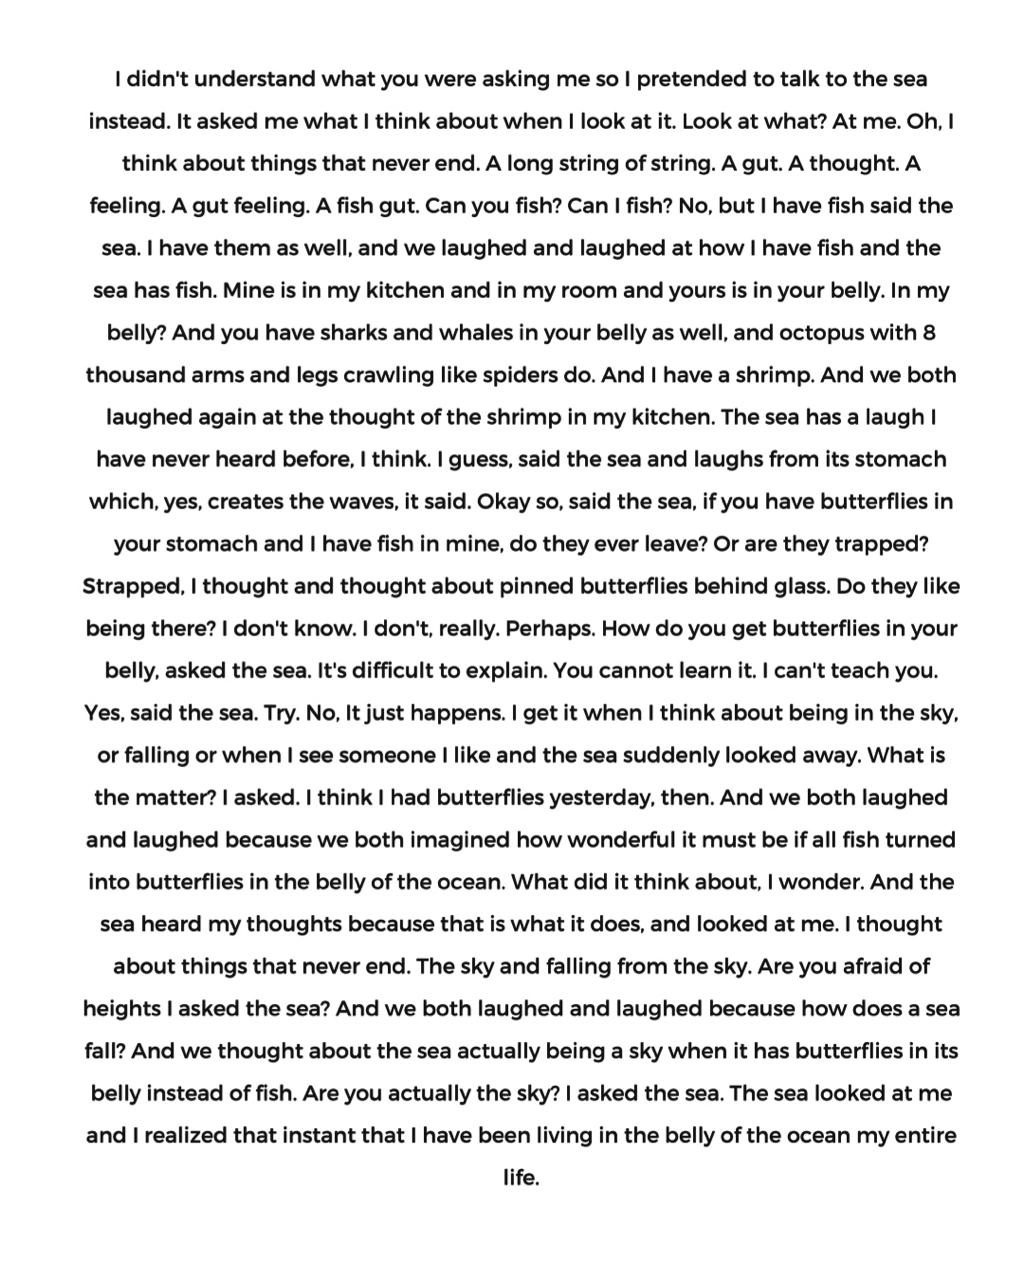 I didn't understand what you were asking me so I pretended to talk to the sea
instead. It asked me what I think about when I look at it. Look at what? At me. Oh, I
think about things that never end. A long string of string. A gut. A thought. A
feeling. A gut feeling. A fish gut. Can you fish? Can I fish? No, but I have fish said the
sea. I have them as well, and we laughed and laughed at how I have fish and the
sea has fish. Mine is in my kitchen and in my room and yours is in your belly. In my
belly? And you have sharks and whales in your belly as well, and octopus with 8
thousand arms and legs crawling like spiders do. And I have a shrimp. And we both
laughed again at the thought of the shrimp in my kitchen. The sea has a laugh I
have never heard before, I think. I guess, said the sea and laughs from its stomach
which, yes, creates the waves, it said. Okay so, said the sea, if you have butterflies in
your stomach and I have fish in mine, do they ever leave? Or are they trapped?
Strapped, I thought and thought about pinned butterflies behind glass. Do they like
being there? I don't know. I don't, really. Perhaps. How do you get butterflies in your
belly, asked the sea. It's difficult to explain. You cannot learn it. I can't teach you.
Yes, said the sea. Try. No, It just happens. I get it when I think about being in the sky,
or falling or when I see someone I like and the sea suddenly looked away. What is
the matter? I asked. I think I had butterflies yesterday, then. And we both laughed
and laughed because we both imagined how wonderful it must be if all fish turned
into butterflies in the belly of the ocean. What did it think about, I wonder. And the
sea heard my thoughts because that is what it does, and looked at me. I thought
about things that never end. The sky and falling from the sky. Are you afraid of
heights I asked the sea? And we both laughed and laughed because how does a sea
fall? And we thought about the sea actually being a sky when it has butterflies in its
belly instead of fish. Are you actually the sky? I asked the sea. The sea looked at me
and I realized that instant that I have been living in the belly of the ocean my entire
life.